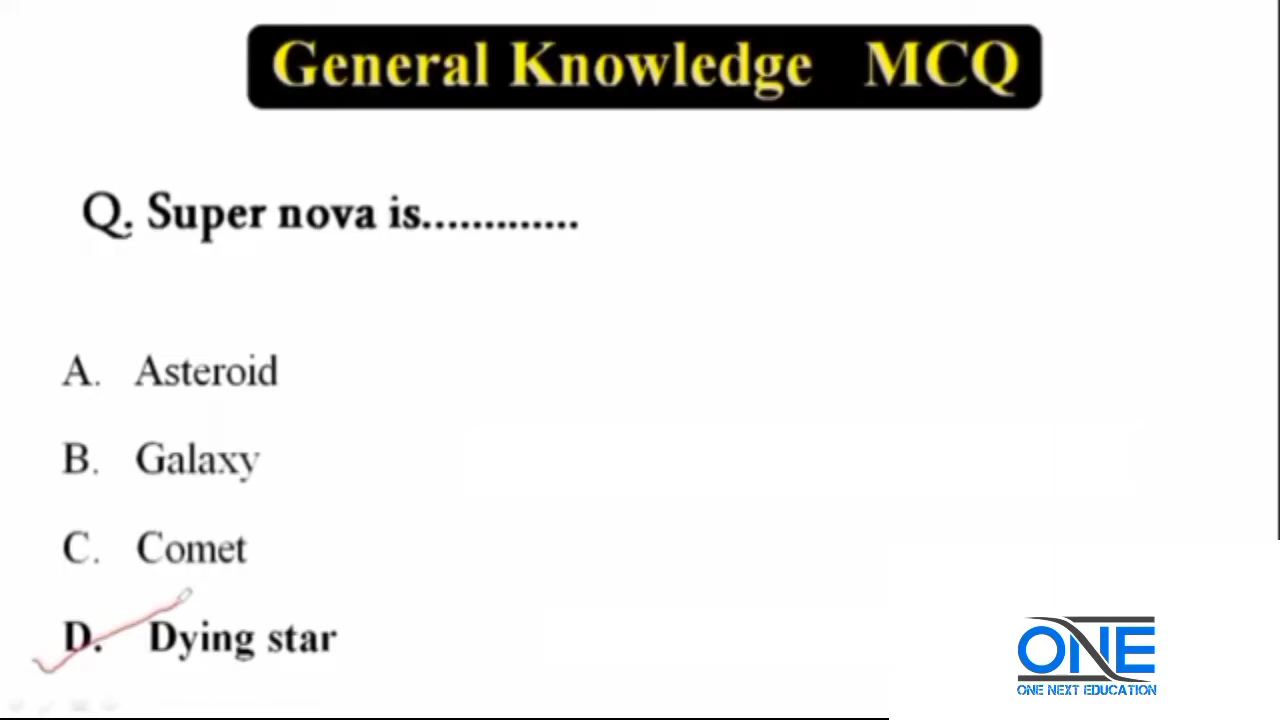 General Knowledge MCQ
Q. Super nova is.............
A. Asteroid
B. Galaxy
C. Comet
D. Dying star
ONE
ONE NEXT EDUCATION